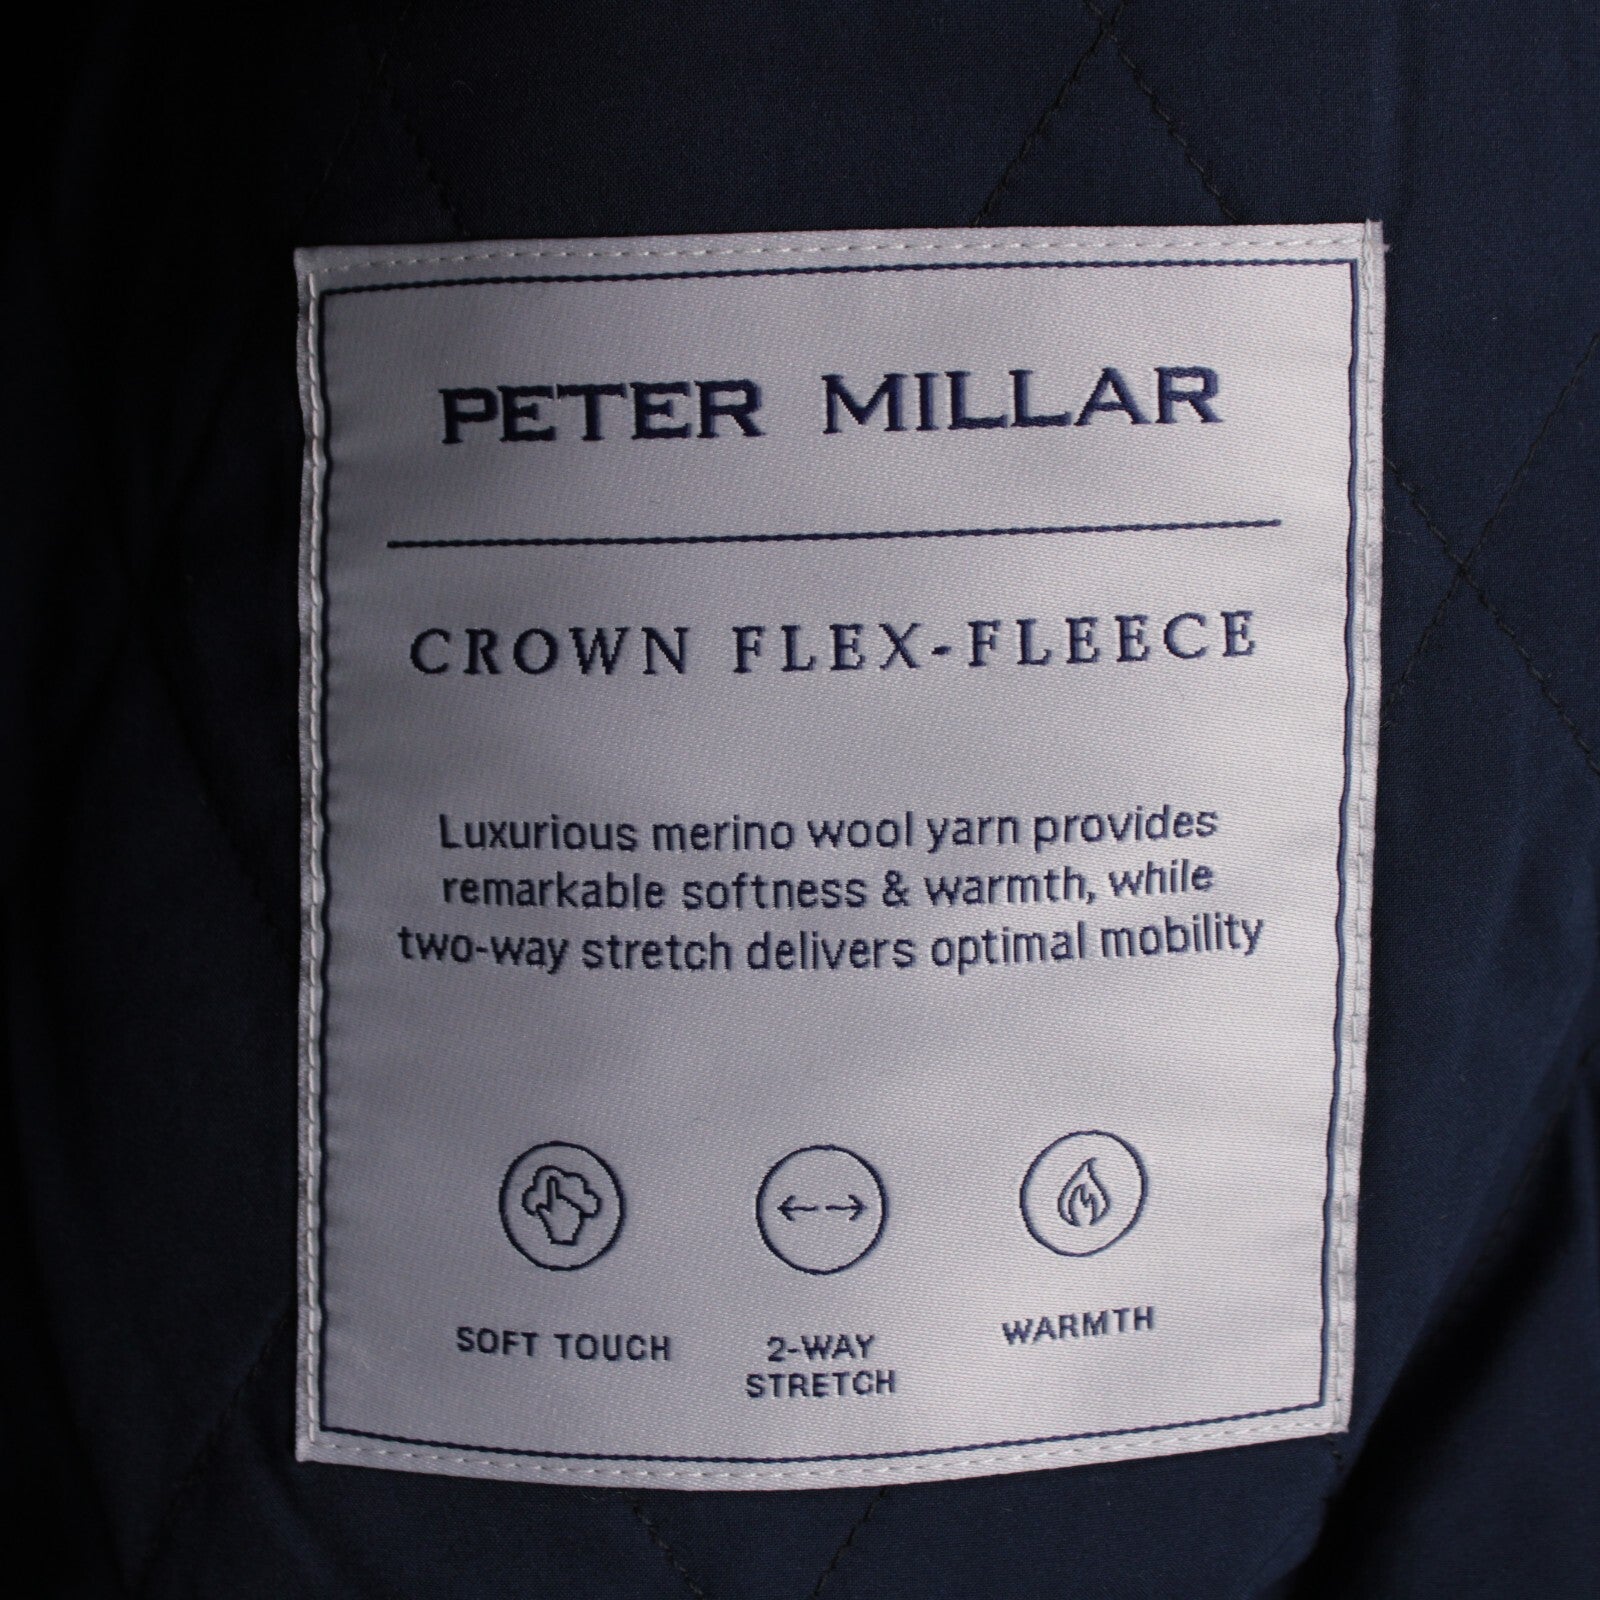 PETER MILLAR
CROWN FLEX-FLEECE
Luxurious merino wool yarn provides
remarkable softness & warmth, while
two-way stretch delivers optimal mobility
SOFT TOUCH
2-WAY
STRETCH
WARMTH